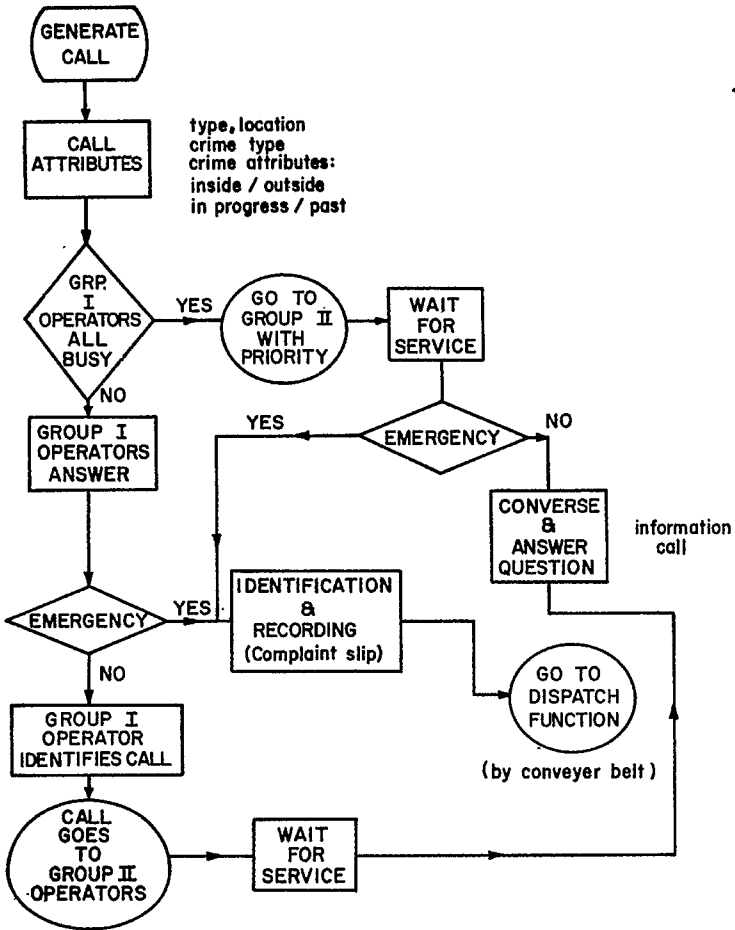 GENERATE
CALL
CALL
ATTRIBUTES
type, location
crime type
crime attributes:
inside / outside
in progress / past
GRP.
I
OPERATORS
ALL
BUSY
YES
GO TO
GROUP II
WITH
PRIORITY
WAIT
FOR
SERVICE
NO
GROUP I
OPERATORS
ANSWER
YES
EMERGENCY
NO
CONVERSE
&
ANSWER
QUESTION
information
call
EMERGENCY
YES
IDENTIFICATION
&
RECORDING
(Complaint slip)
NO
GO TO
DISPATCH
FUNCTION
(by conveyer belt)
GROUP I
OPERATOR
IDENTIFIES CALL
CALL
GOES
TO
GROUP II
OPERATORS
WAIT
FOR
SERVICE